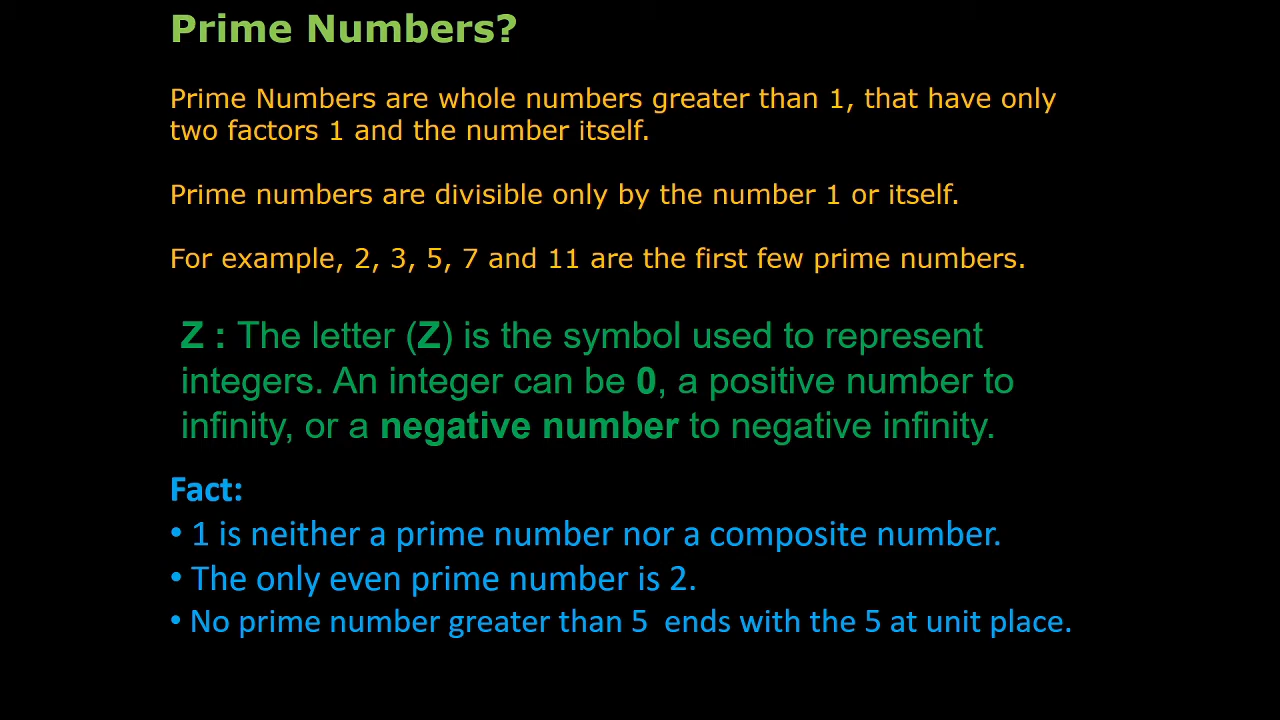 Prime Numbers?
Prime Numbers are whole numbers greater than 1, that have only
two factors 1 and the number itself.
Prime numbers are divisible only by the number 1 or itself.
For example, 2, 3, 5, 7 and 11 are the first few prime numbers.
Z : The letter (Z) is the symbol used to represent
integers. An integer can be 0, a positive number to
infinity, or a negative number to negative infinity.
Fact:
• 1 is neither a prime number nor a composite number.
• The only even prime number is 2.
• No prime number greater than 5  ends with the 5 at unit place.